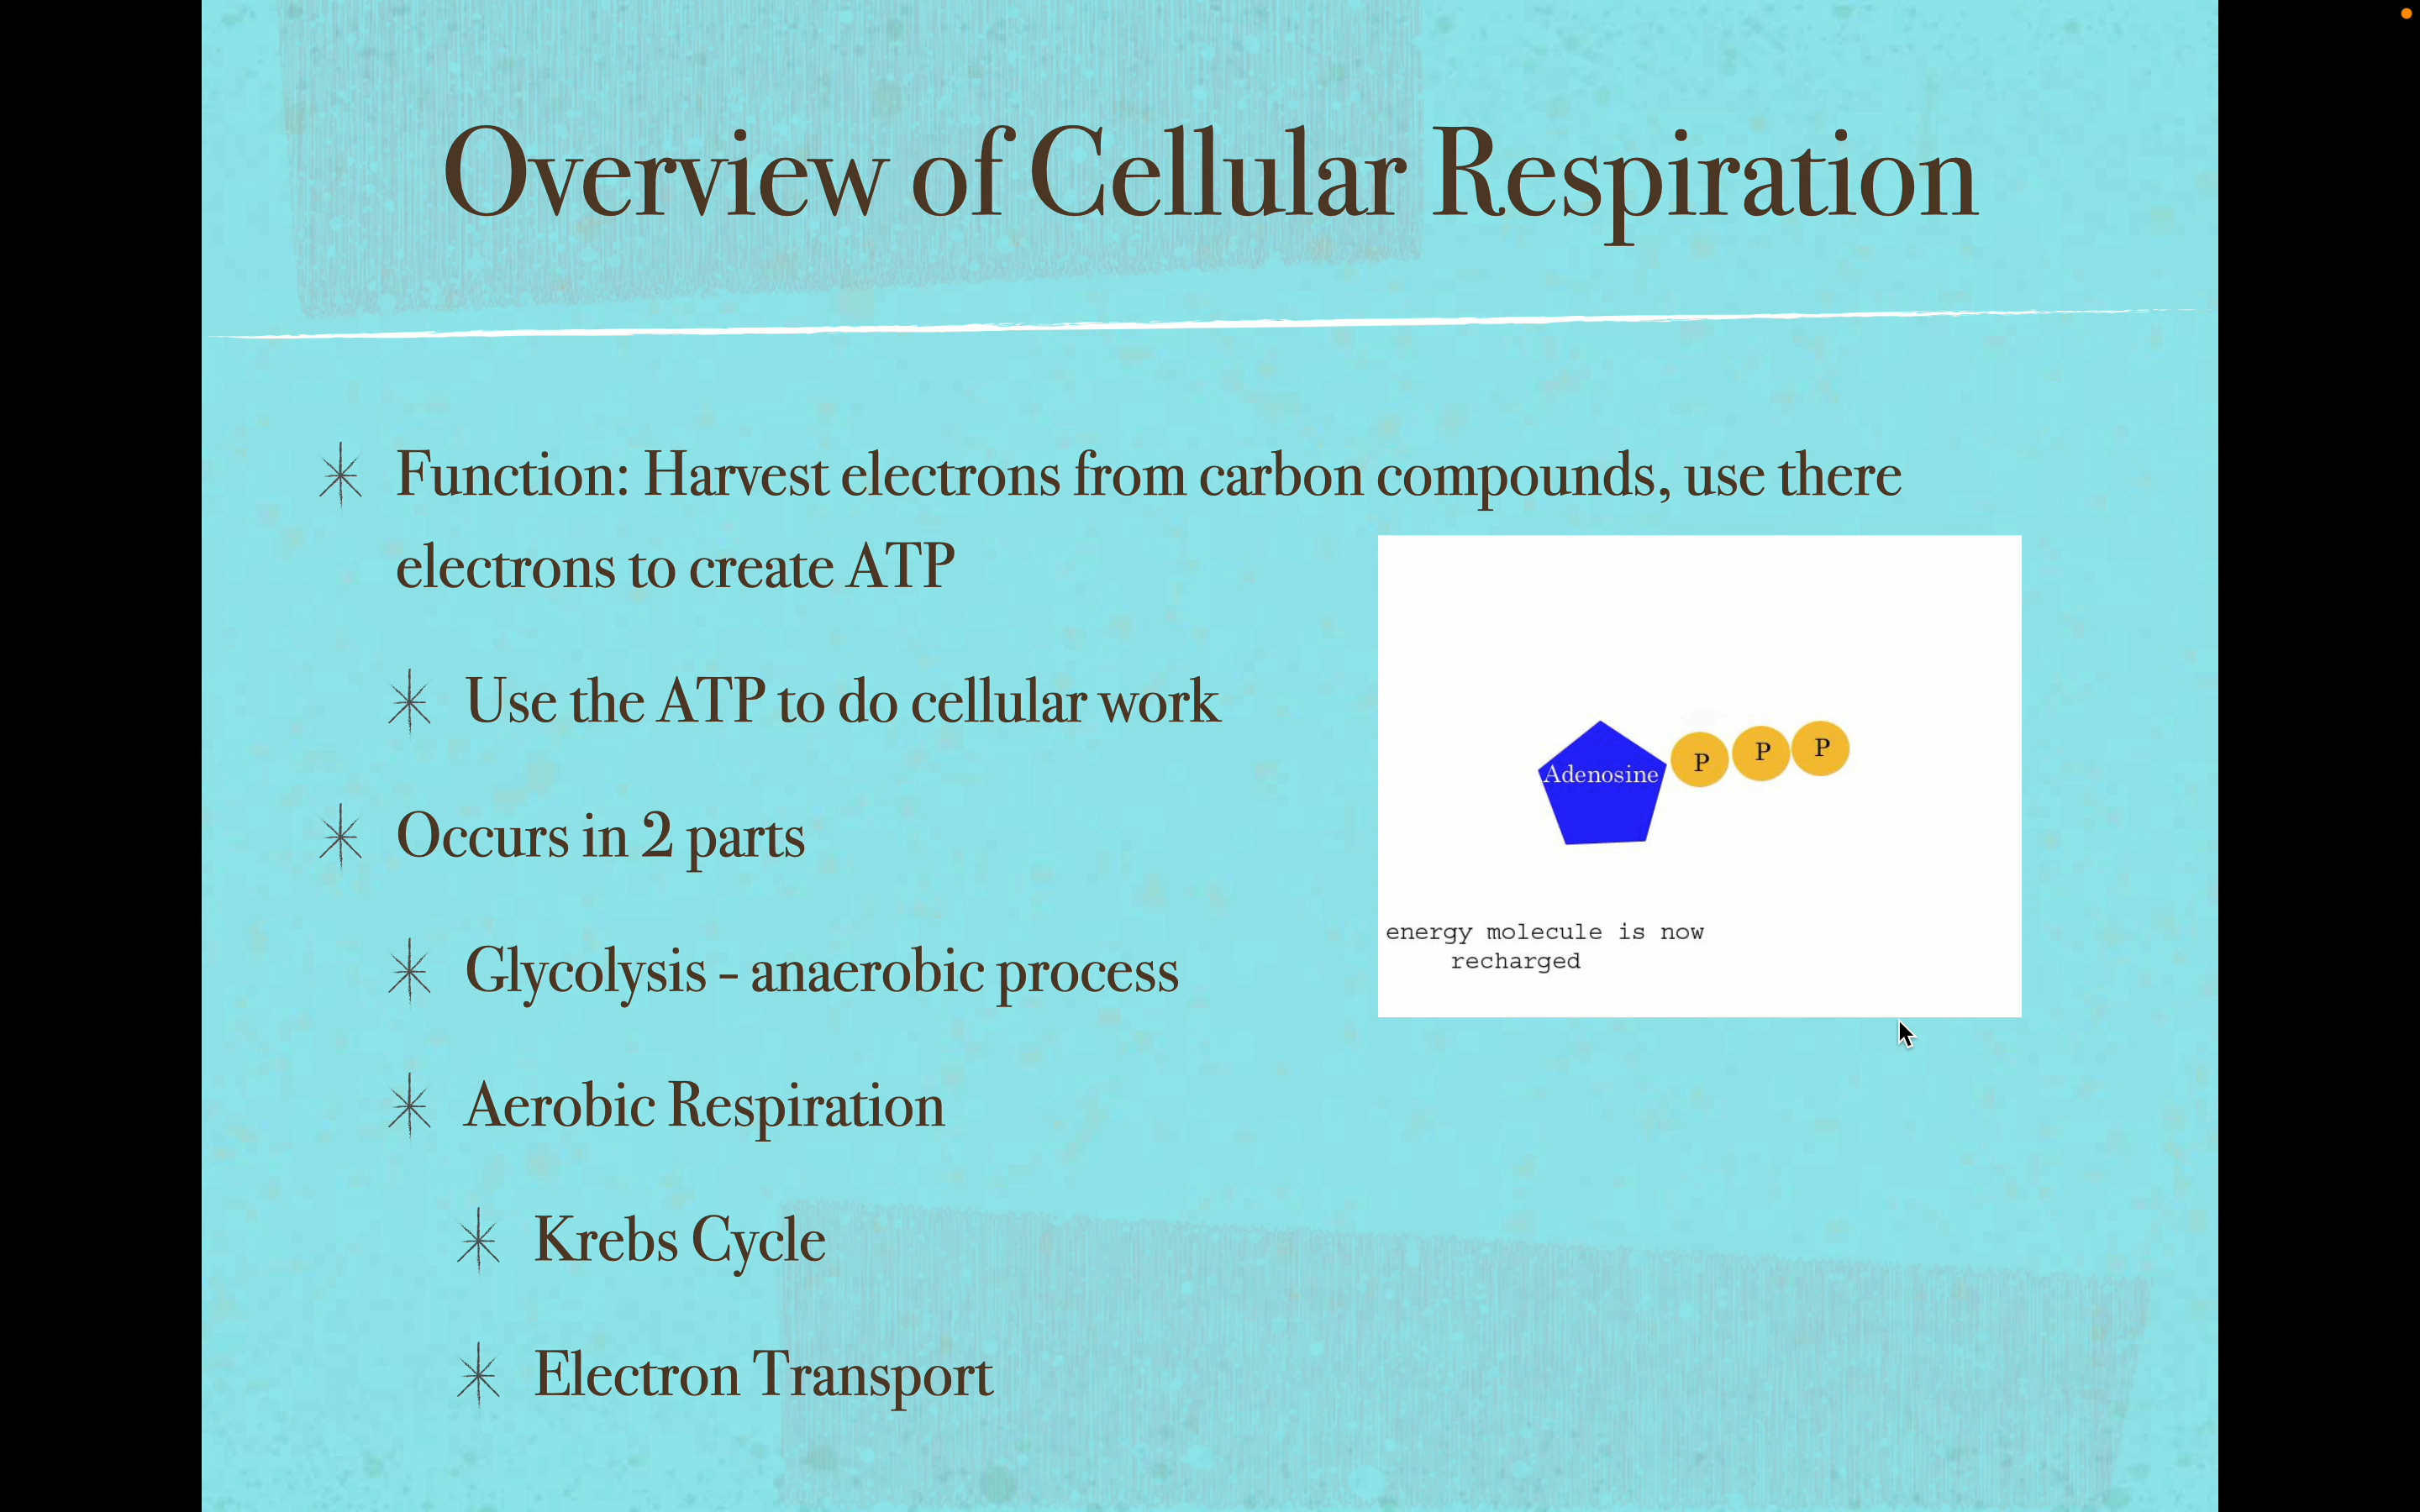 Overview of Cellular Respiration
Function: Harvest electrons from carbon compounds, use there
electrons to create ATP
Use the ATP to do cellular work
Occurs in 2 parts
Glycolysis - anaerobic process
Aerobic Respiration
Krebs Cycle
Electron Transport
Adenosine P P P
energy molecule is now
recharged